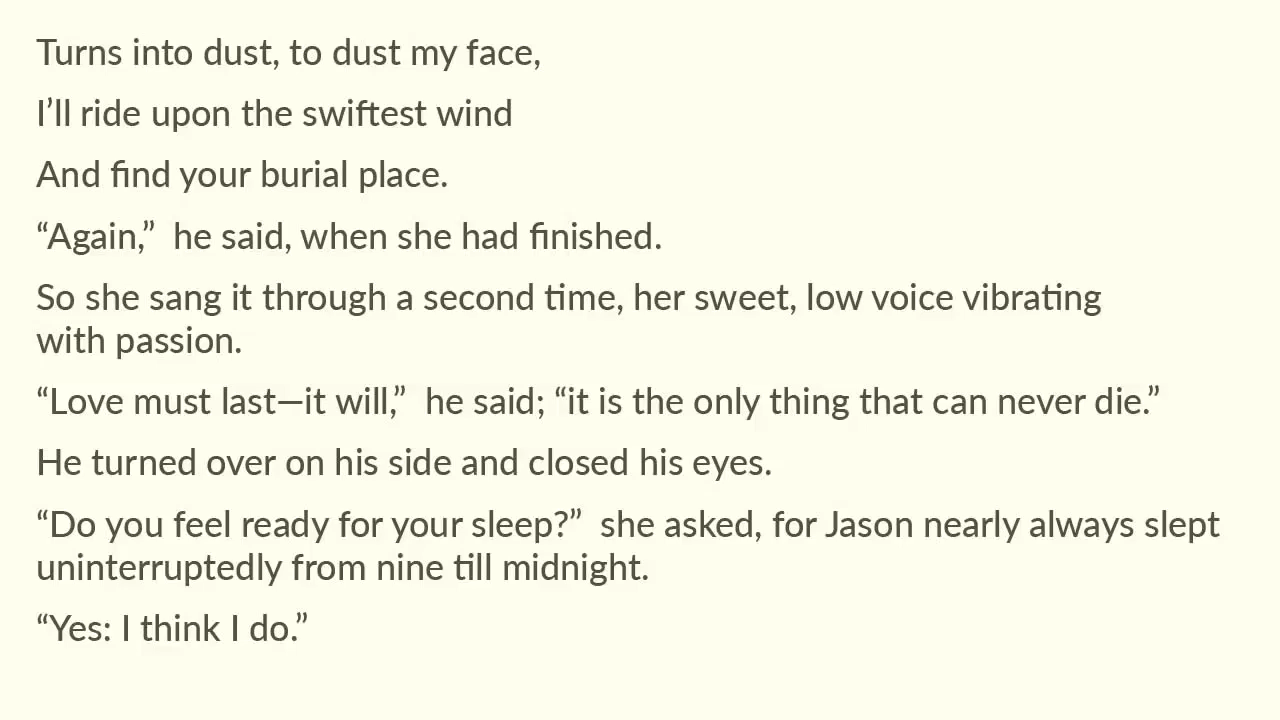 Turns into dust, to dust my face,
I’ll ride upon the swiftest wind
And find your burial place.
“Again,”  he said, when she had finished.
So she sang it through a second time, her sweet, low voice vibrating
with passion.
“Love must last—it will,”  he said; “it is the only thing that can never die.”
He turned over on his side and closed his eyes.
“Do you feel ready for your sleep?”  she asked, for Jason nearly always slept
uninterruptedly from nine till midnight.
“Yes: I think I do.”